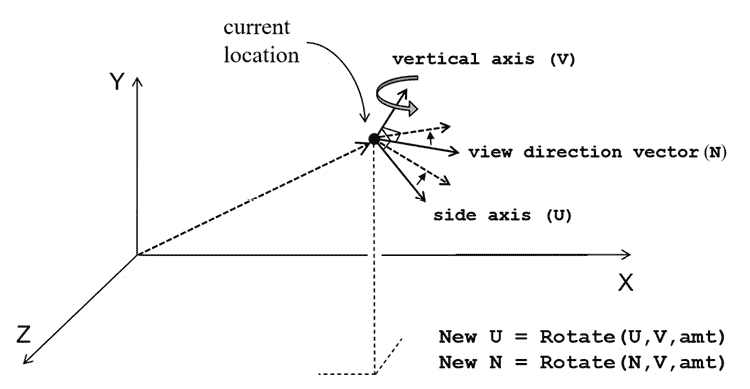 current
location
vertical axis (V)
Y
view direction vector (N)
side axis (U)
X
Z
New U = Rotate(U,V,amt)
New N = Rotate(N,V,amt)